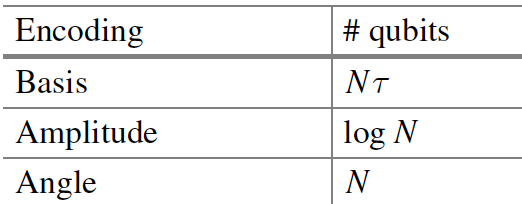 Encoding # qubits
Basis Nτ
Amplitude log N
Angle N